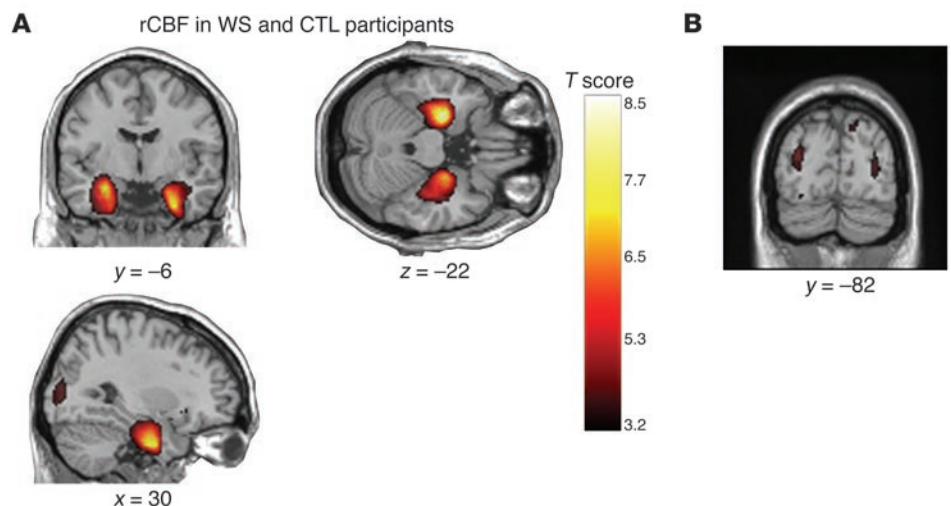 A
rCBF in WS and CTL participants
y = –6
z = –22
x = 30
T score
8.5
7.7
6.5
5.3
3.2
B
y = –82